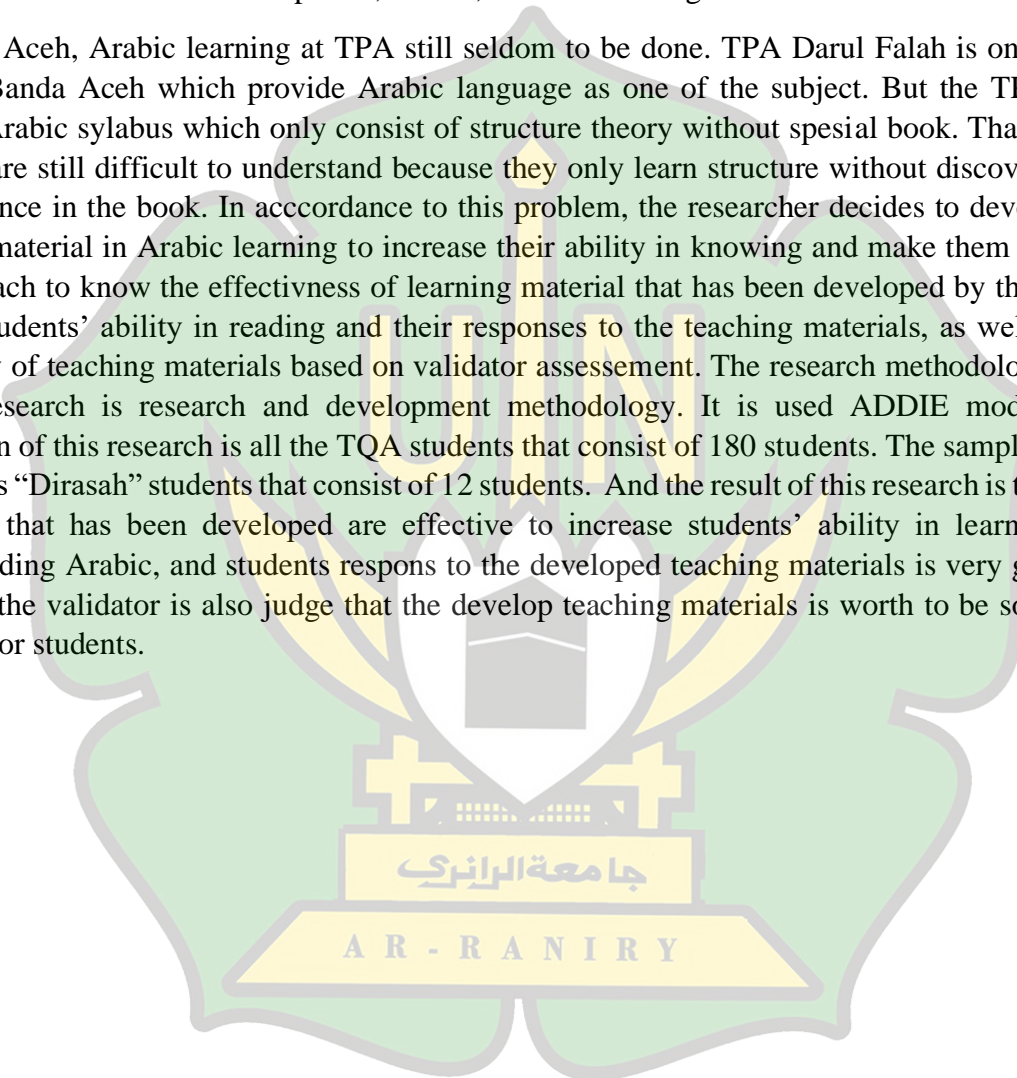 Aceh, Arabic learning at TPA still seldom to be done. TPA Darul Falah is on
Banda Aceh which provide Arabic language as one of the subject. But the
Arabic sylabus which only consist of structure theory without spesial book. Tha
are still difficult to understand because they only learn structure without discov
nce in the book. In acccordance to this problem, the researcher decides to dev
material in Arabic learning to increase their ability in knowing and make them
ach to know the effectivness of learning material that has been developed by th
udents’ ability in reading and their responses to the teaching materials, as well
of teaching materials based on validator assessement. The research methodolo
esearch is research and development methodology. It is used ADDIE mod
n of this research is all the TQA students that consist of 180 students. The sampl
s “Dirasah” students that consist of 12 students. And the result of this research is t
that has been developed are effective to increase students’ ability in learn
ding Arabic, and students respons to the developed teaching materials is very g
the validator is also judge that the develop teaching materials is worth to be so
or students.
UIN
جامعة الرانري
AR-RANIRY